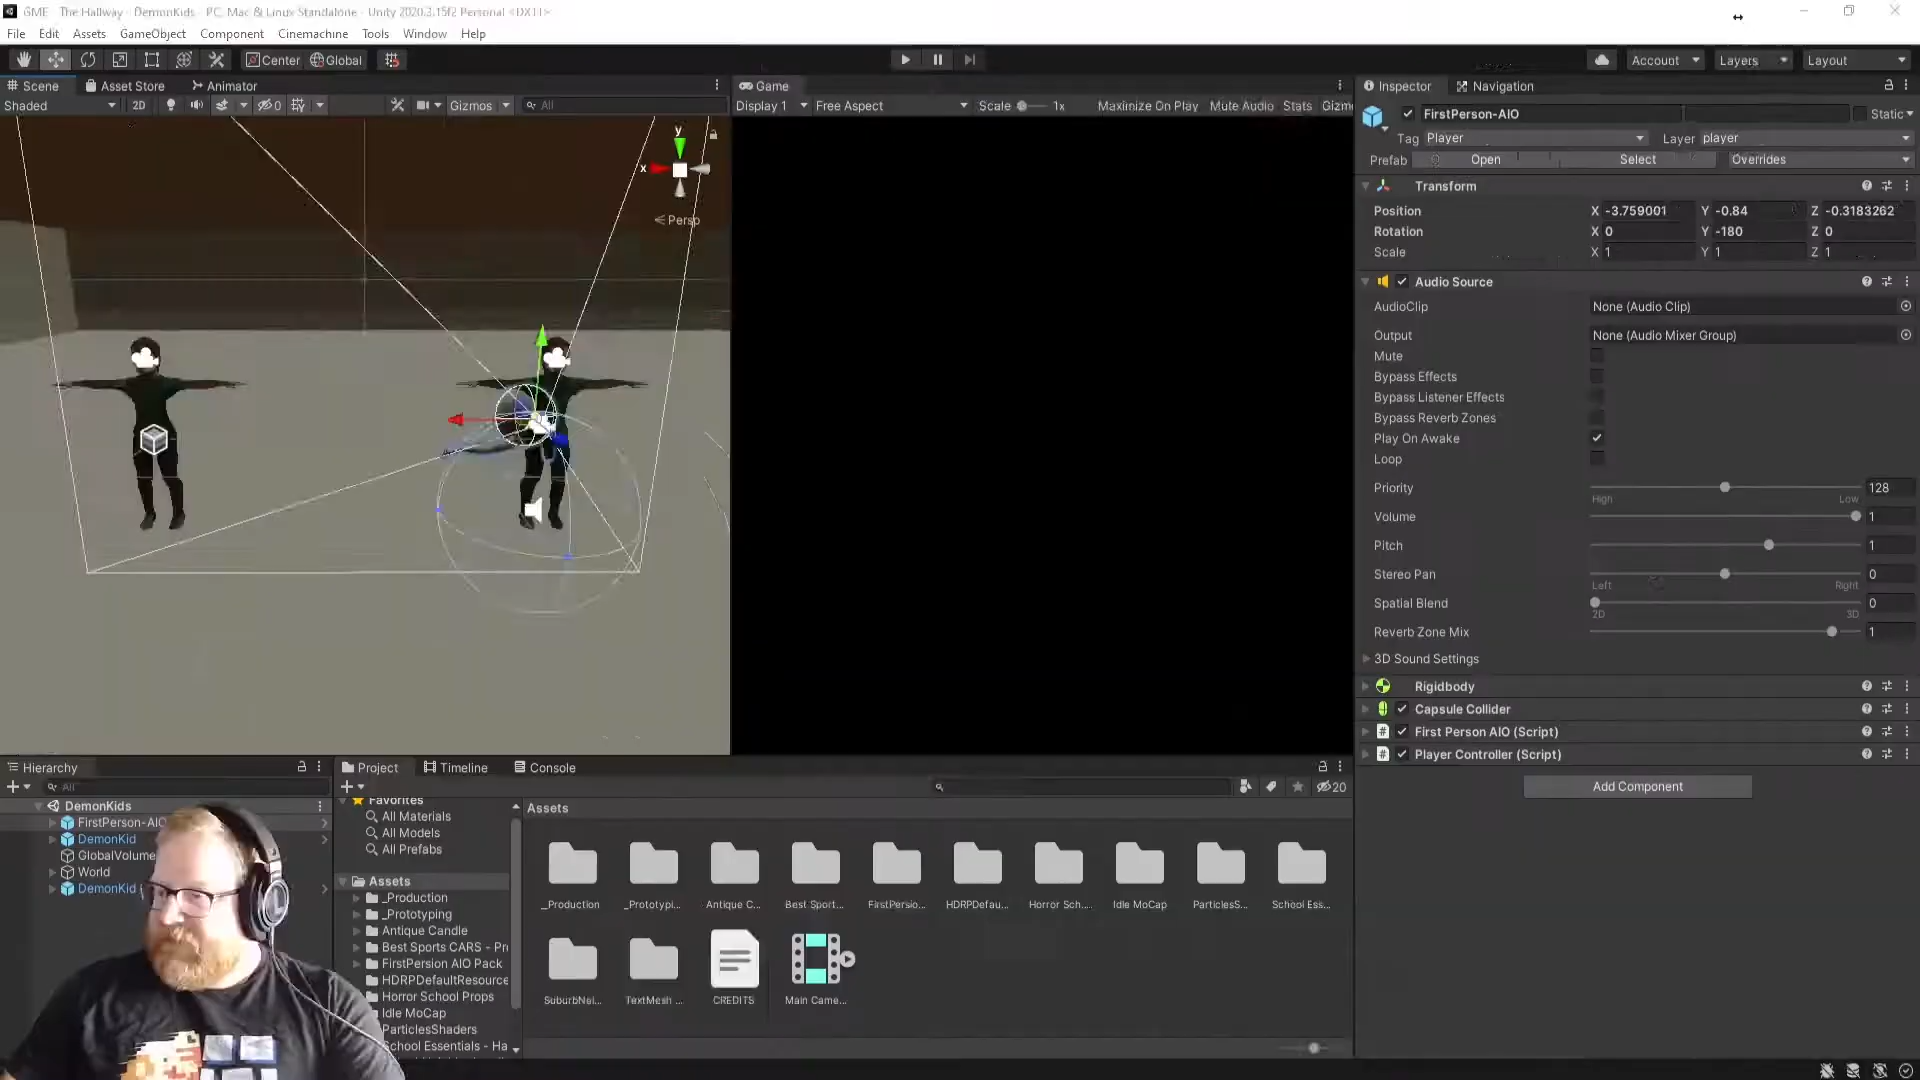 GME The Hallway - DemonKids - PC, Mac & Linux Standalone - Unity 2020.3.15f2 Personal <DX11>
File Edit Assets GameObject Component Cinemachine Tools Window Help
Center Global Account Layers Layout
Scene Asset Store Animator
Shaded 2D 0 Gizmos All
y
x
Persp
Game
Display 1 Free Aspect Scale 1x Maximize On Play Mute Audio Stats Gizm
Inspector Navigation
FirstPerson-AIO Static
Tag Player Layer player
Prefab Open Select Overrides
Transform
Position X -3.759001 Y -0.84 Z -0.3183262
Rotation X 0 Y -180 Z 0
Scale X 1 Y 1 Z 1
Audio Source
AudioClip None (Audio Clip)
Output None (Audio Mixer Group)
Mute
Bypass Effects
Bypass Listener Effects
Bypass Reverb Zones
Play On Awake
Loop
Priority 128
High Low
Volume 1
Pitch 1
Stereo Pan 0
Left Right
Spatial Blend 0
2D 3D
Reverb Zone Mix 1
3D Sound Settings
Rigidbody
Capsule Collider
First Person AIO (Script)
Player Controller (Script)
Add Component
Hierarchy
All
DemonKids
FirstPerson-AIO
DemonKid
GlobalVolume
World
DemonKid
Project Timeline Console
20
Favorites
All Materials
All Models
All Prefabs
Assets
_Production
_Prototyping
Antique Candle
Best Sports CARS - Pr
FirstPersion AIO Pack
HDRPDefaultResource
Horror School Props
Idle MoCap
ParticlesShaders
School Essentials - Ha
Assets
_Production _Prototypi... Antique C... Best Sport... FirstPersio... HDRPDefau... Horror Sch... Idle MoCap ParticlesS... School Ess...
SuburbNei... TextMesh ... CREDITS Main Came...